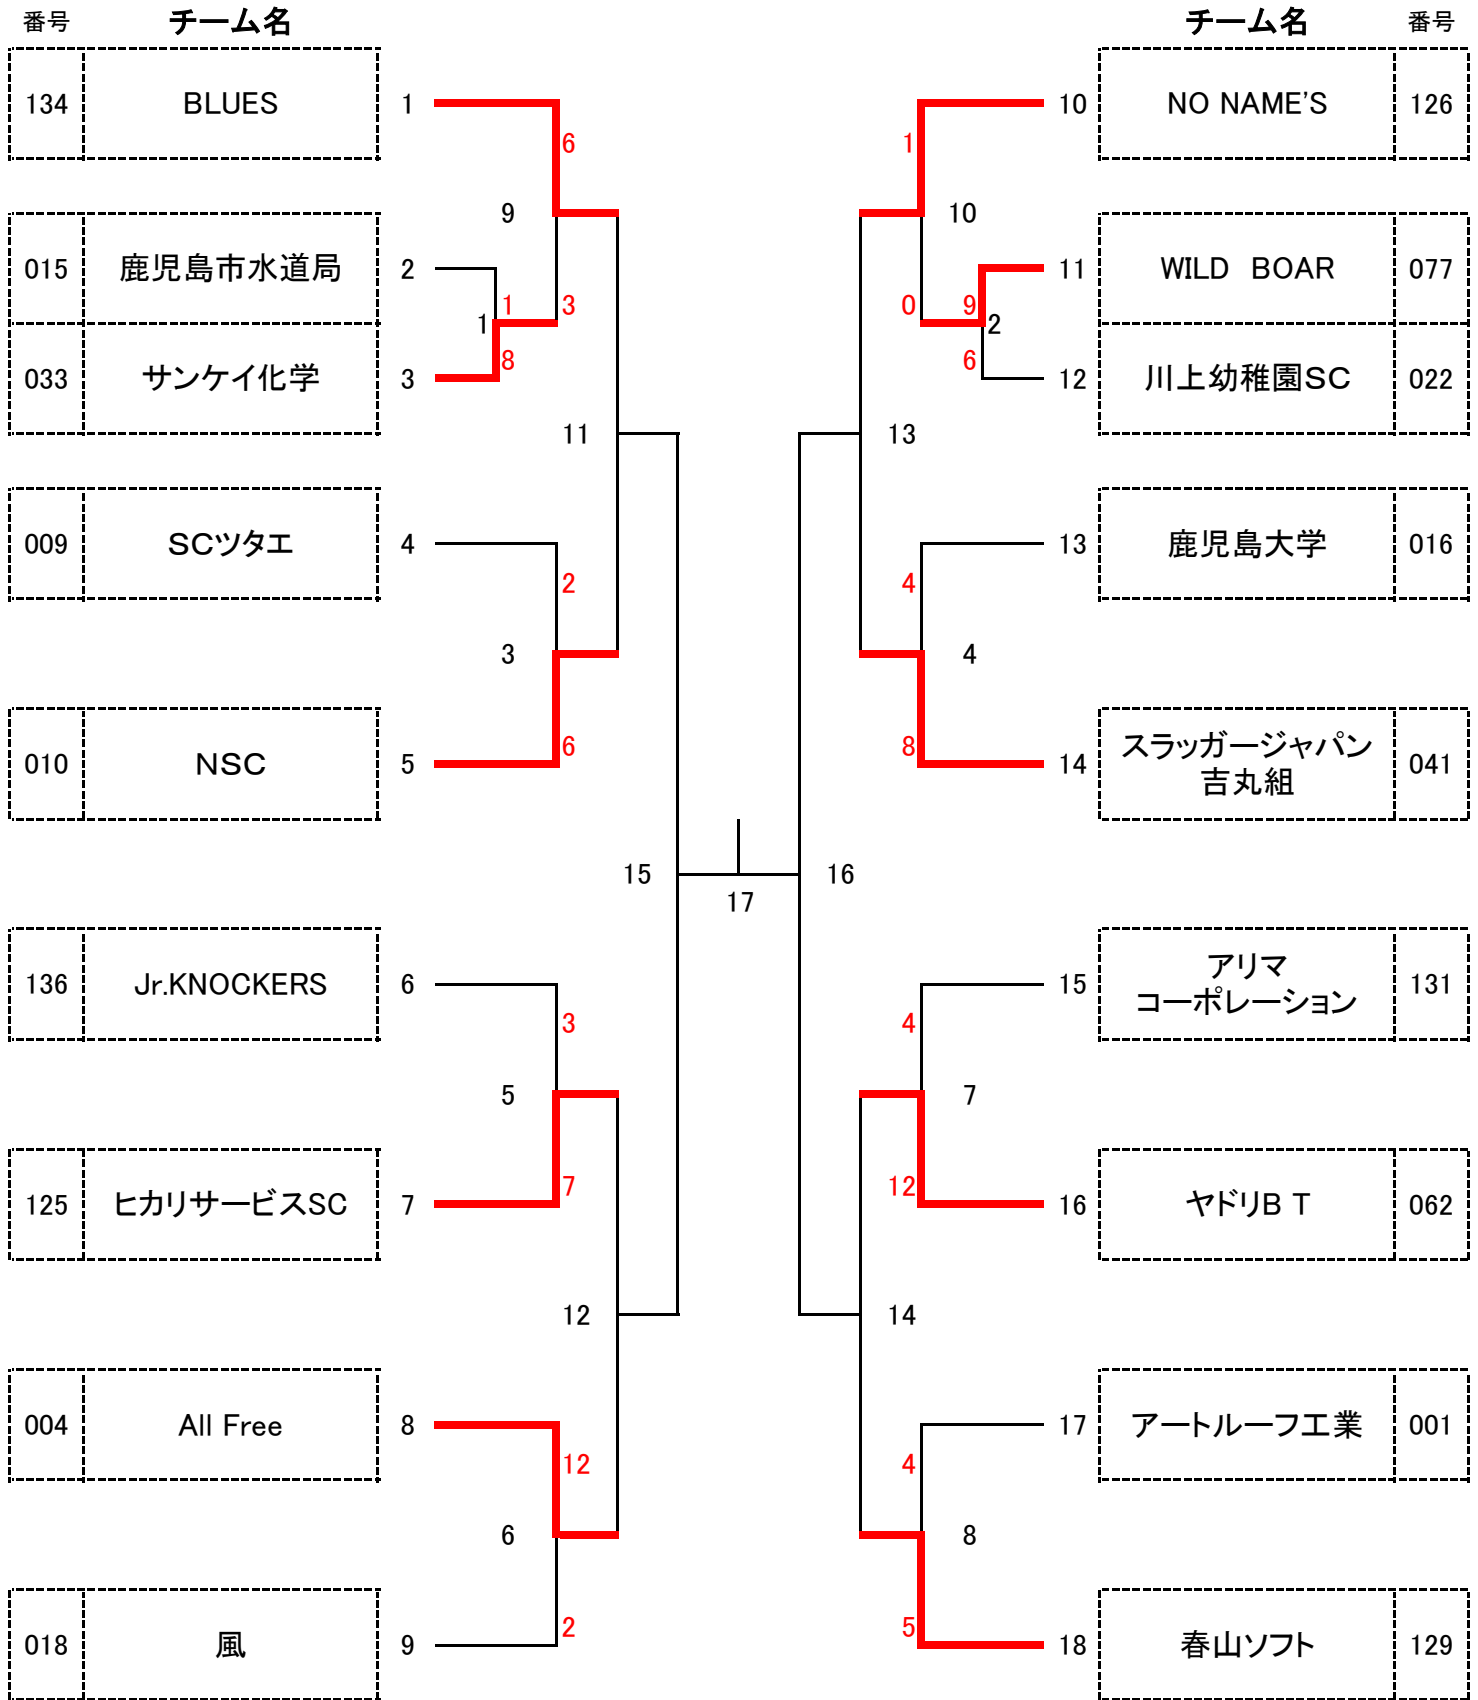 番号 チーム名 チーム名 番号
134 BLUES 1 10 NO NAME'S 126
6 1
9 10
015 鹿児島市水道局 2 11 WILD BOAR 077
1 3 0 9
1 2
8 6
033 サンケイ化学 3 12 川上幼稚園SC 022
11 13
009 SCツタエ 4 13 鹿児島大学 016
2 4
3 4
6 8
010 NSC 5 14 スラッガージャパン 041
吉丸組
15 16
17
136 Jr.KNOCKERS 6 15 アリマ 131
コーポレーション
3 4
5 7
7 12
125 ヒカリサービスSC 7 16 ヤドリB T 062
12 14
004 All Free 8 17 アートルーフ工業 001
12 4
6 8
2 5
018 風 9 18 春山ソフト 129